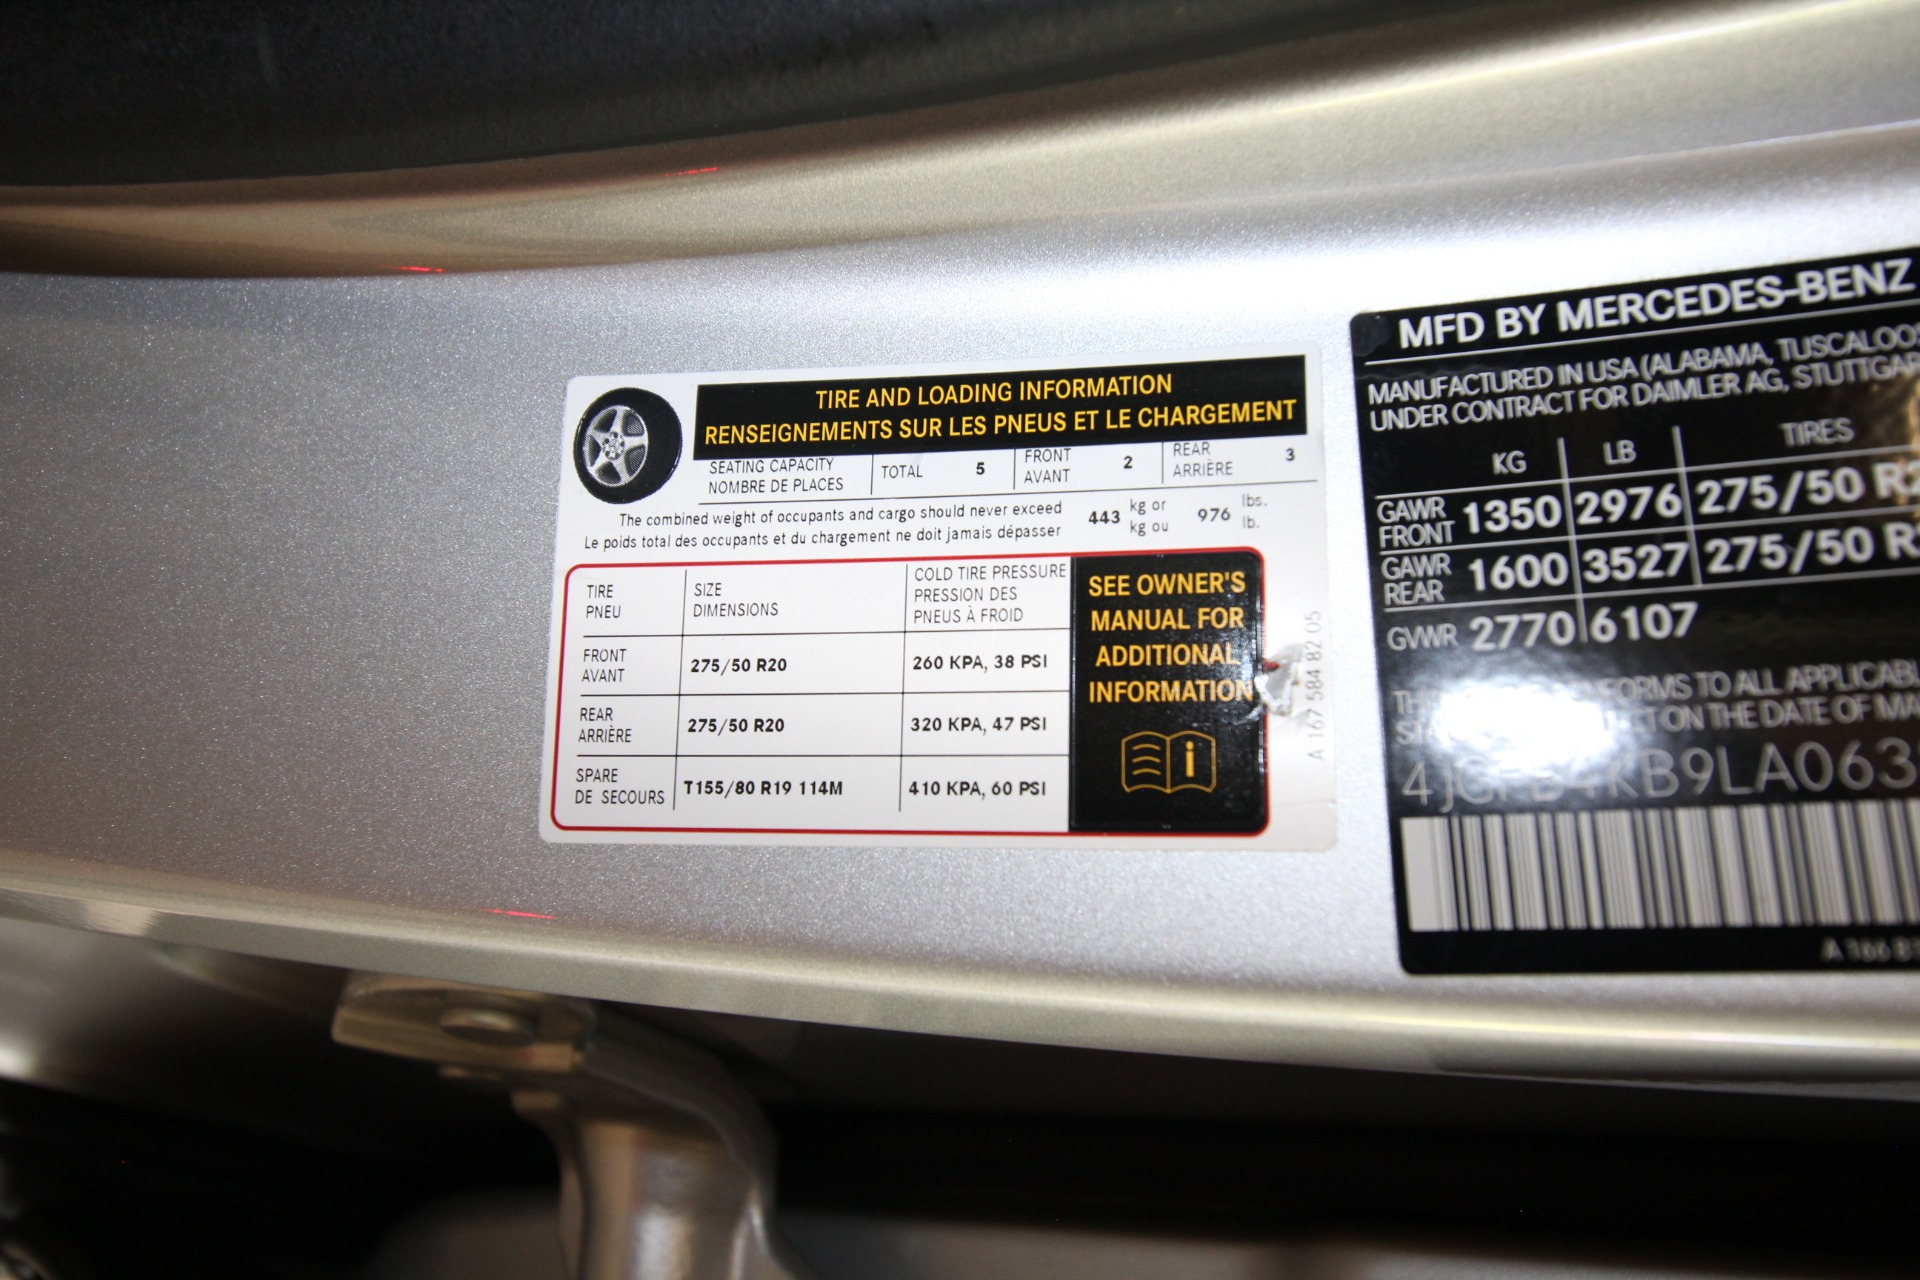 TIRE AND LOADING INFORMATION
RENSEIGNEMENTS SUR LES PNEUS ET LE CHARGEMENT
SEATING CAPACITY
NOMBRE DE PLACES
TOTAL 5
FRONT
AVANT
2
REAR
ARRIÈRE
3
The combined weight of occupants and cargo should never exceed
Le poids total des occupants et du chargement ne doit jamais dépasser
443 kg or
kg ou
976 lbs.
lb.
TIRE
PNEU
SIZE
DIMENSIONS
COLD TIRE PRESSURE
PRESSION DES
PNEUS À FROID
FRONT
AVANT
275/50 R20
260 KPA, 38 PSI
REAR
ARRIÈRE
275/50 R20
320 KPA, 47 PSI
SPARE
DE SECOURS
T155/80 R19 114M
410 KPA, 60 PSI
SEE OWNER'S
MANUAL FOR
ADDITIONAL
INFORMATION
i
A 167 584 82 05
MFD BY MERCEDES-BENZ
MANUFACTURED IN USA (ALABAMA,
UNDER CONTRACT FOR DAIMLER AG,
KG LB TIRES
GAWR
FRONT
1350 2976 275/50
GAWR
REAR
1600 3527 275/50
GVWR 2770 6107
TO ALL
ON THE DATE OF
A 166